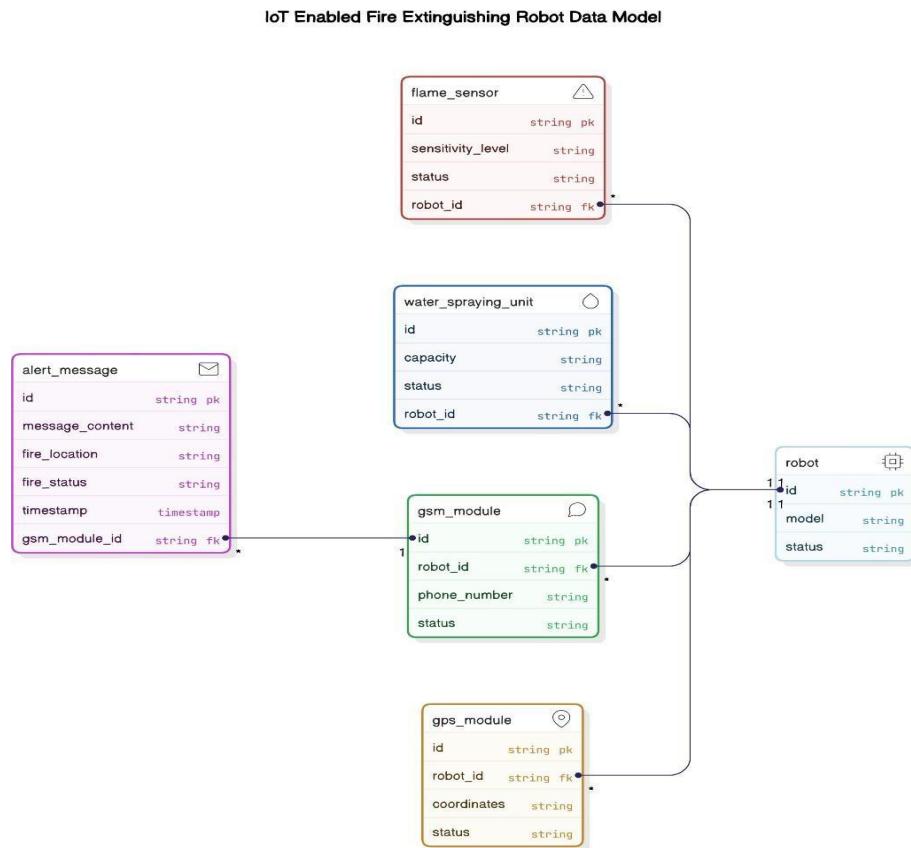 IoT Enabled Fire Extinguishing Robot Data Model
flame_sensor
id string pk
sensitivity_level string
status string
robot_id string fk
*
water_spraying_unit
id string pk
capacity string
status string
robot_id string fk
*
alert_message
id string pk
message_content string
fire_location string
fire_status string
timestamp timestamp
gsm_module_id string fk
*
gsm_module
1
id string pk
robot_id string fk
*
phone_number string
status string
robot
1 1
id string pk
1 1
model string
status string
gps_module
id string pk
robot_id string fk
*
coordinates string
status string